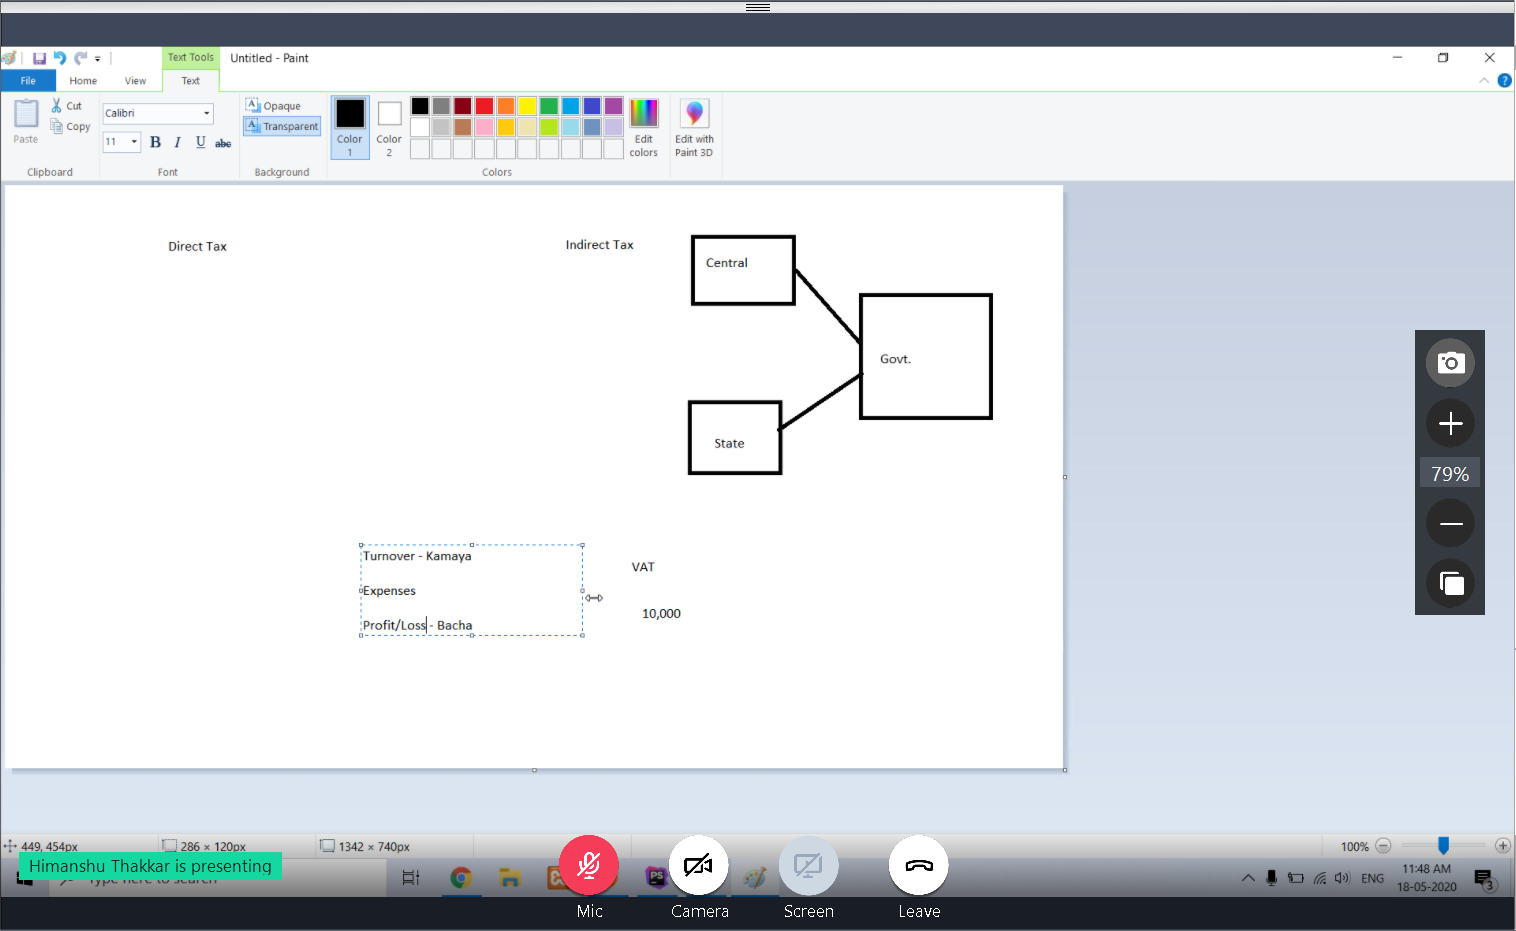 Text Tools
Untitled - Paint
File
Home
View
Text
Paste
Cut
Copy
Clipboard
Calibri
11
B
I
U
abc
Font
A Opaque
A Transparent
Background
Color
1
Color
2
Colors
Edit
colors
Edit with
Paint 3D
Direct Tax
Indirect Tax
Central
Govt.
State
Turnover - Kamaya
Expenses
Profit/Loss - Bacha
VAT
10,000
79%
449, 454px
286 × 120px
1342 × 740px
100%
Himanshu Thakkar is presenting
Type here to search
PS
ENG
11:48 AM
18-05-2020
3
Mic
Camera
Screen
Leave